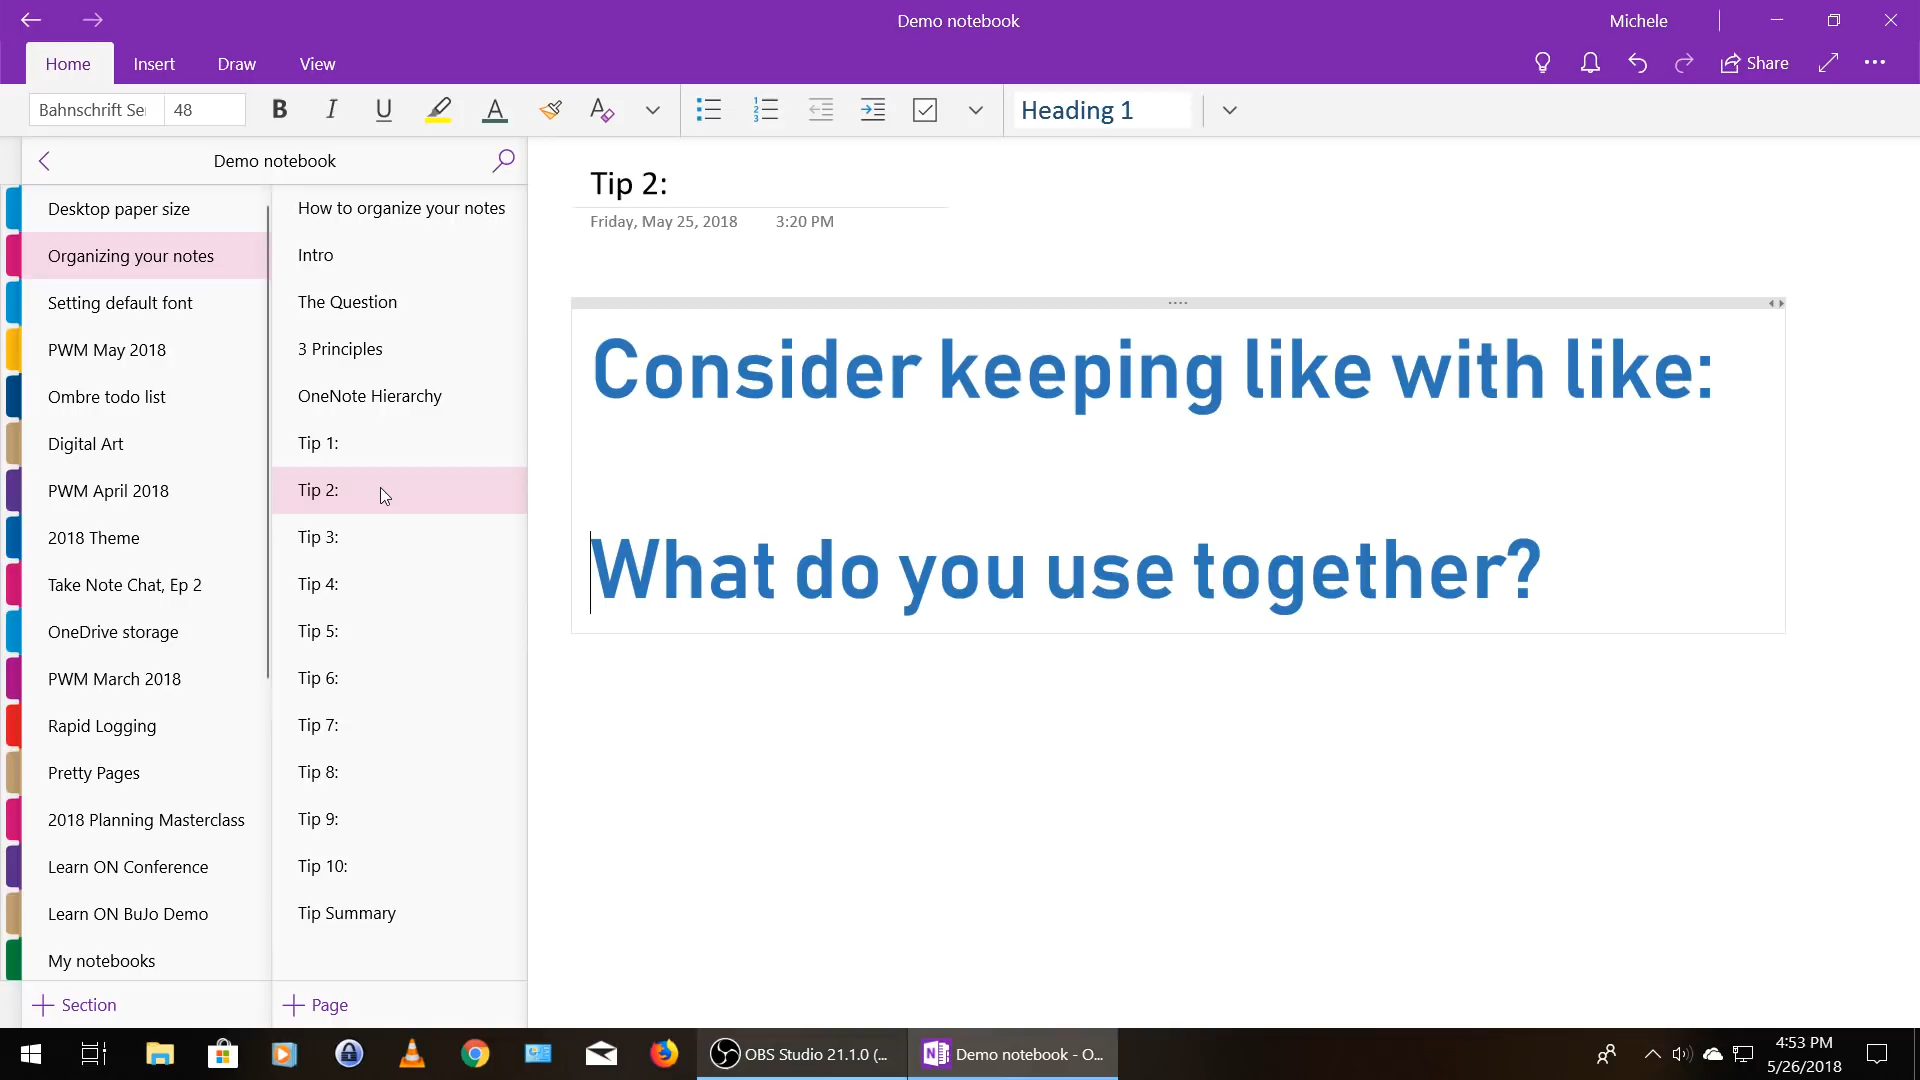 Demo notebook
Michele
Home
Insert
Draw
View
Share
Bahnschrift Se
48
B
I
U
A
A
Heading 1
Demo notebook
Desktop paper size
Organizing your notes
Setting default font
PWM May 2018
Ombre todo list
Digital Art
PWM April 2018
2018 Theme
Take Note Chat, Ep 2
OneDrive storage
PWM March 2018
Rapid Logging
Pretty Pages
2018 Planning Masterclass
Learn ON Conference
Learn ON BuJo Demo
My notebooks
Section
How to organize your notes
Intro
The Question
3 Principles
OneNote Hierarchy
Tip 1:
Tip 2:
Tip 3:
Tip 4:
Tip 5:
Tip 6:
Tip 7:
Tip 8:
Tip 9:
Tip 10:
Tip Summary
Page
Tip 2:
Friday, May 25, 2018 3:20 PM
Consider keeping like with like:
What do you use together?
OBS Studio 21.1.0 (...
Demo notebook - O...
4:53 PM
5/26/2018